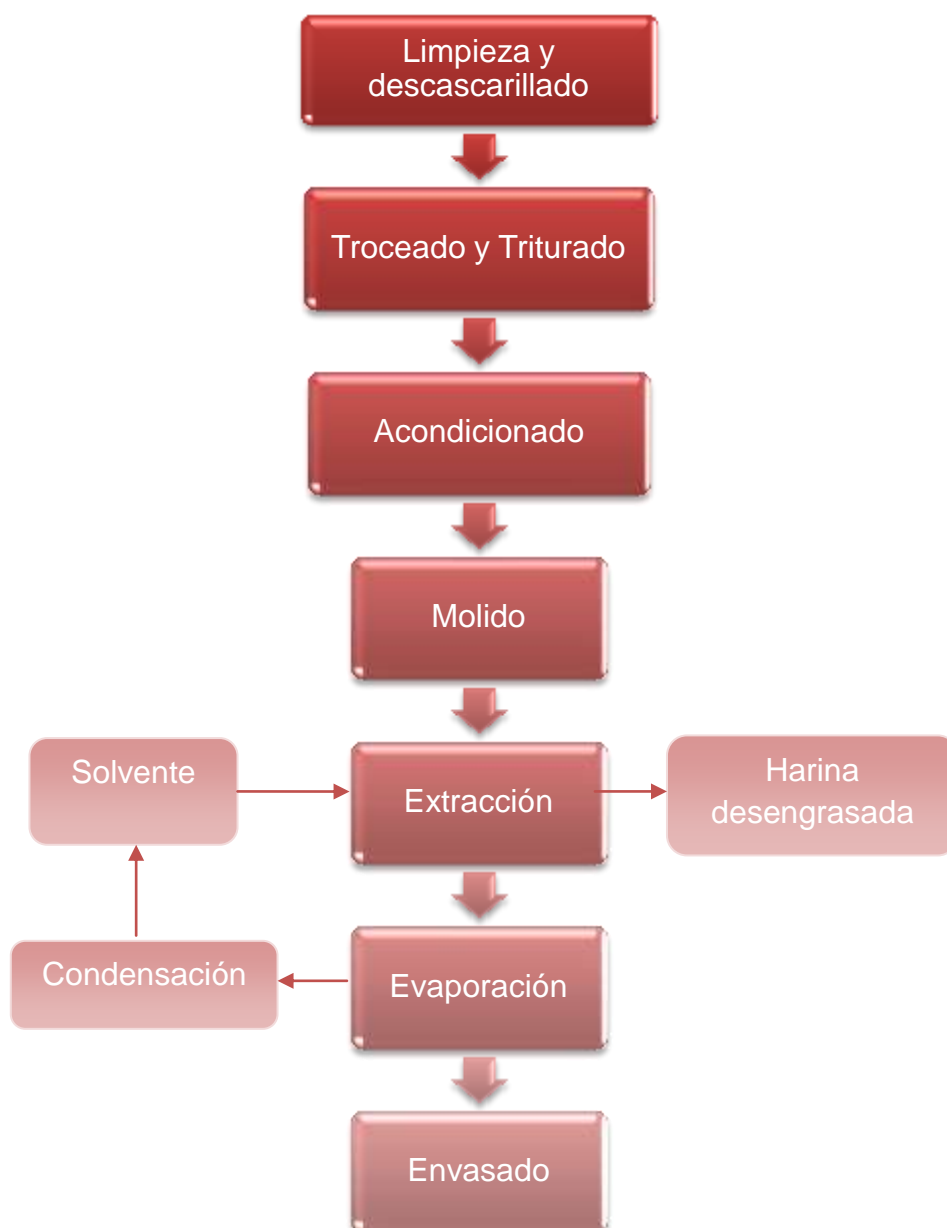 Limpieza y
descascarillado
Troceado y Triturado
Acondicionado
Molido
Solvente
Extracción
Harina
desengrasada
Condensación
Evaporación
Envasado